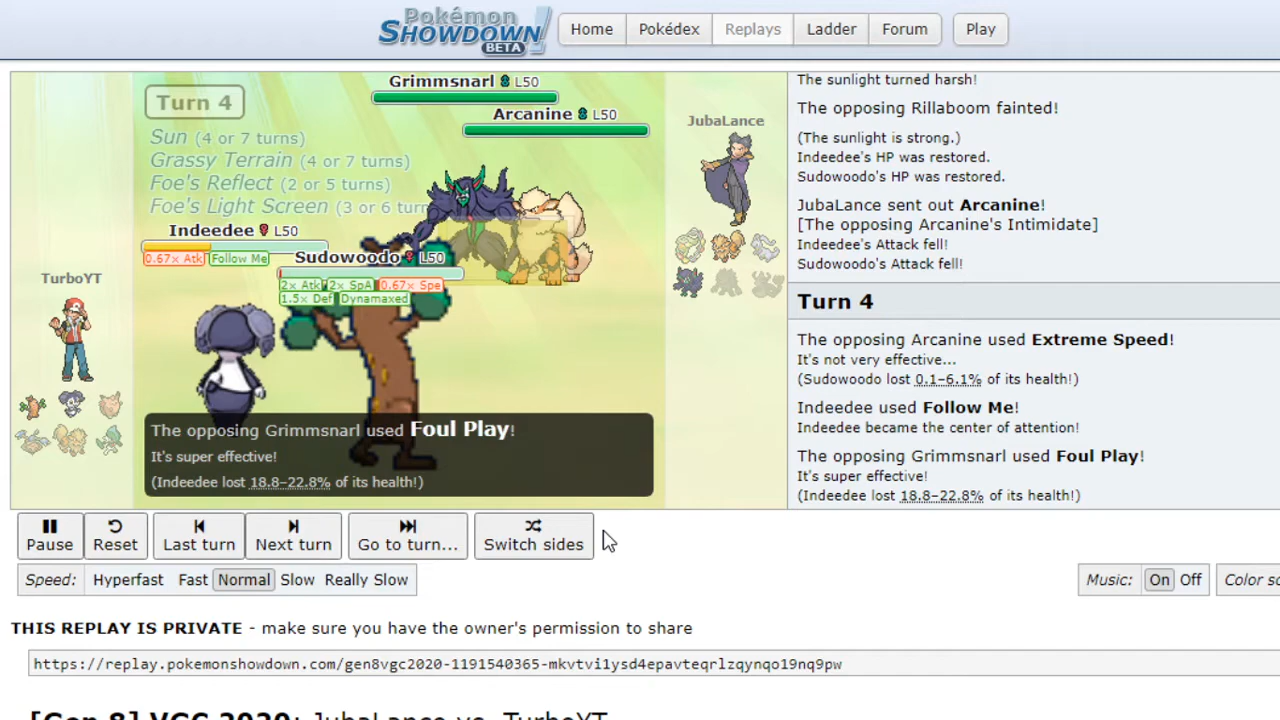 Pokémon
SHOWDOWN!
BETA
Home Pokédex Replays Ladder Forum Play
Turn 4
Sun (4 or 7 turns)
Grassy Terrain (4 or 7 turns)
Foe's Reflect (2 or 5 turns)
Foe's Light Screen (3 or 6 turn
Grimmsnarl L50
Arcanine L50
JubaLance
Indeedee L50
0.67x Atk Follow Me
Sudowoodo L50
2x Atk 2x SpA 0.67x Spe
1.5x Def Dynamaxed
TurboYT
The opposing Grimmsnarl used Foul Play!
It's super effective!
(Indeedee lost 18.8–22.8% of its health!)
The sunlight turned harsh!
The opposing Rillaboom fainted!
(The sunlight is strong.)
Indeedee's HP was restored.
Sudowoodo's HP was restored.
JubaLance sent out Arcanine!
[The opposing Arcanine's Intimidate]
Indeedee's Attack fell!
Sudowoodo's Attack fell!
Turn 4
The opposing Arcanine used Extreme Speed!
It's not very effective...
(Sudowoodo lost 0.1–6.1% of its health!)
Indeedee used Follow Me!
Indeedee became the center of attention!
The opposing Grimmsnarl used Foul Play!
It's super effective!
(Indeedee lost 18.8–22.8% of its health!)
Pause Reset Last turn Next turn Go to turn... Switch sides
Speed: Hyperfast Fast Normal Slow Really Slow
Music: On Off Color sc
THIS REPLAY IS PRIVATE - make sure you have the owner's permission to share
https://replay.pokemonshowdown.com/gen8vgc2020-1191540365-mkvtvi1ysd4epavteqrlzqynqo19nq9pw
[Gen 8] VGC 2020: JubaLance vs. TurboYT